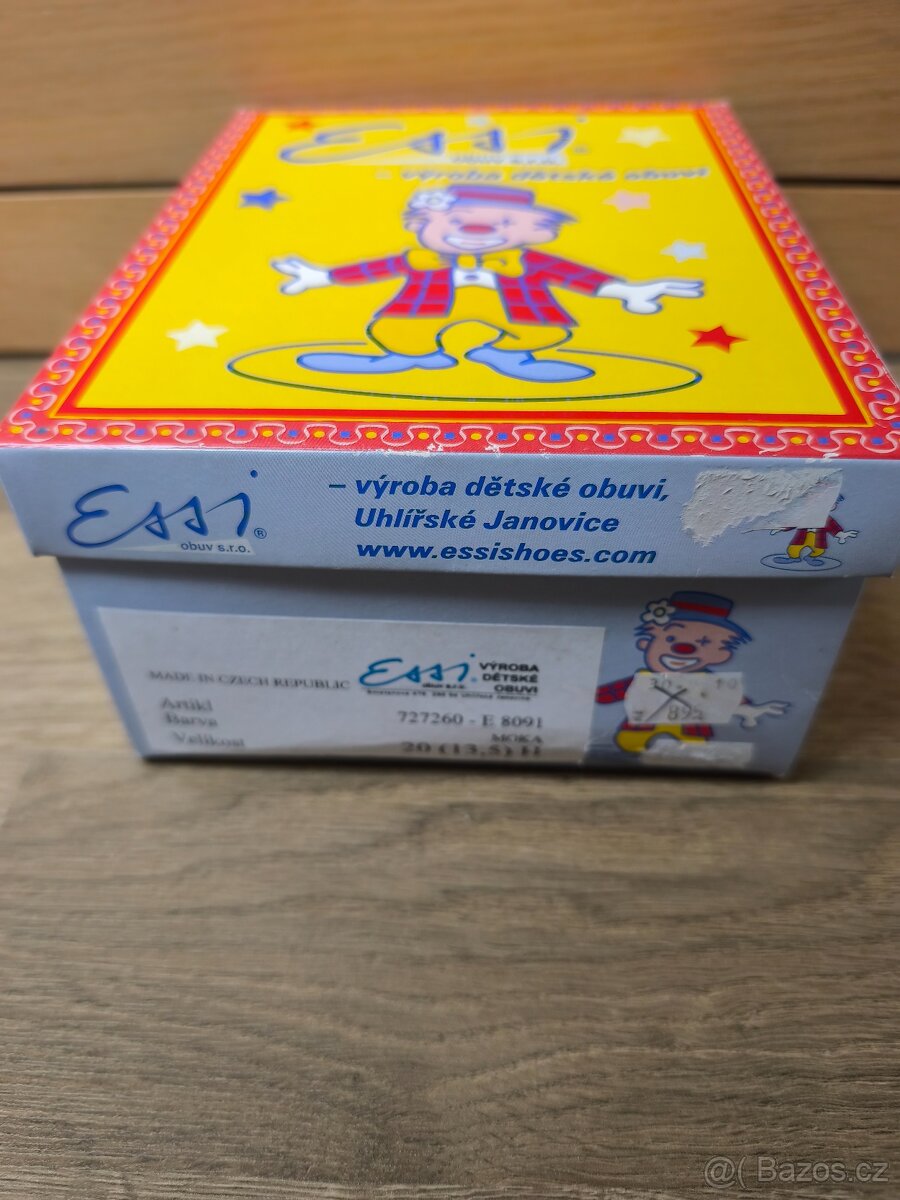 Essi®
obuv s.r.o.
- výroba dětské obuvi
Essi®
obuv s.r.o.
– výroba dětské obuvi,
Uhlířské Janovice
www.essishoes.com
MADE IN CZECH REPUBLIC
Essi®
obuv s.r.o.
VÝROBA
DĚTSKÉ
OBUVI
Artikl 727260 - E 8091
Barva MOKA
Velikost 20 (13,5) H
@( Bazos.cz